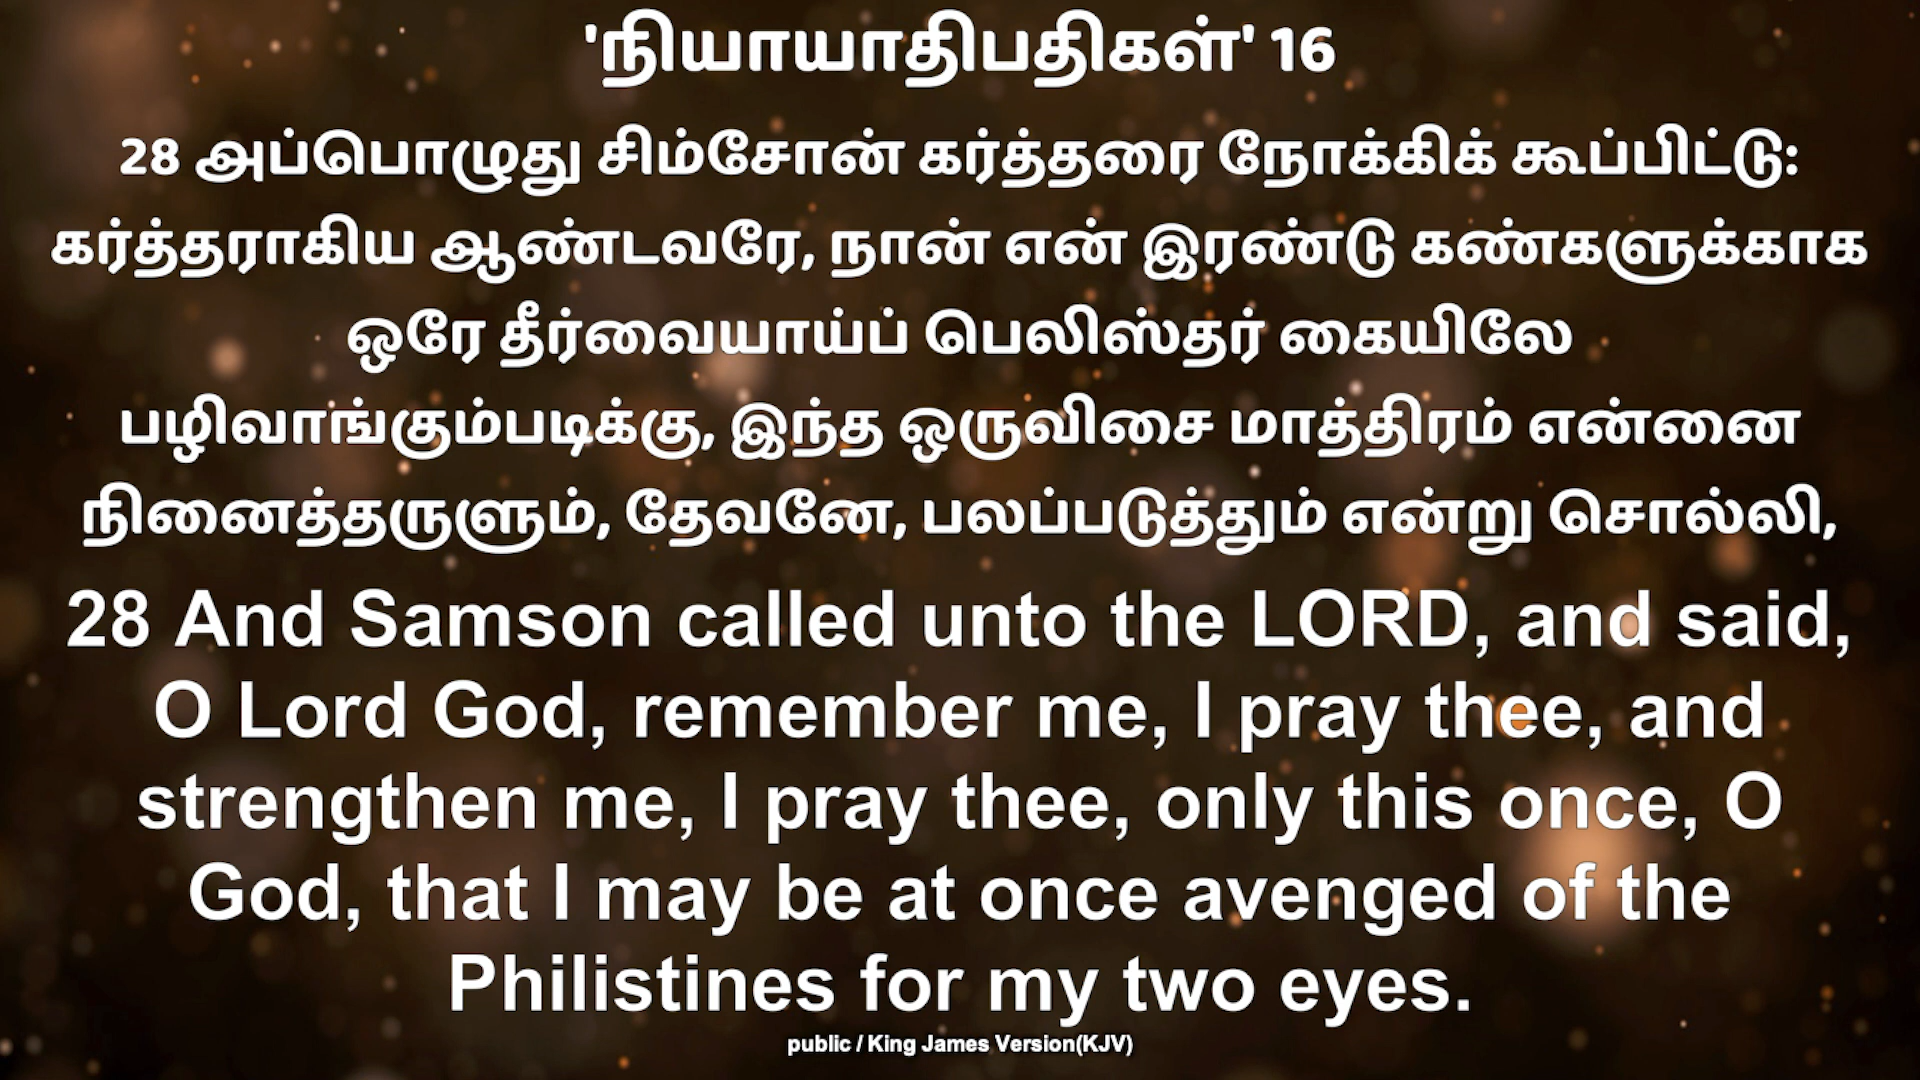 'நியாயாதிபதிகள்' 16
28 அப்பொழுது சிம்சோன் கர்த்தரை நோக்கிக் கூப்பிட்டு:
கர்த்தராகிய ஆண்டவரே, நான் என் இரண்டு கண்களுக்காக
ஒரே தீர்வையாய்ப் பெலிஸ்தர் கையிலே
பழிவாங்கும்படிக்கு, இந்த ஒருவிசை மாத்திரம் என்னை
நினைத்தருளும், தேவனே, பலப்படுத்தும் என்று சொல்லி,
28 And Samson called unto the LORD, and said,
O Lord God, remember me, I pray thee, and
strengthen me, I pray thee, only this once, O
God, that I may be at once avenged of the
Philistines for my two eyes.
public / King James Version(KJV)